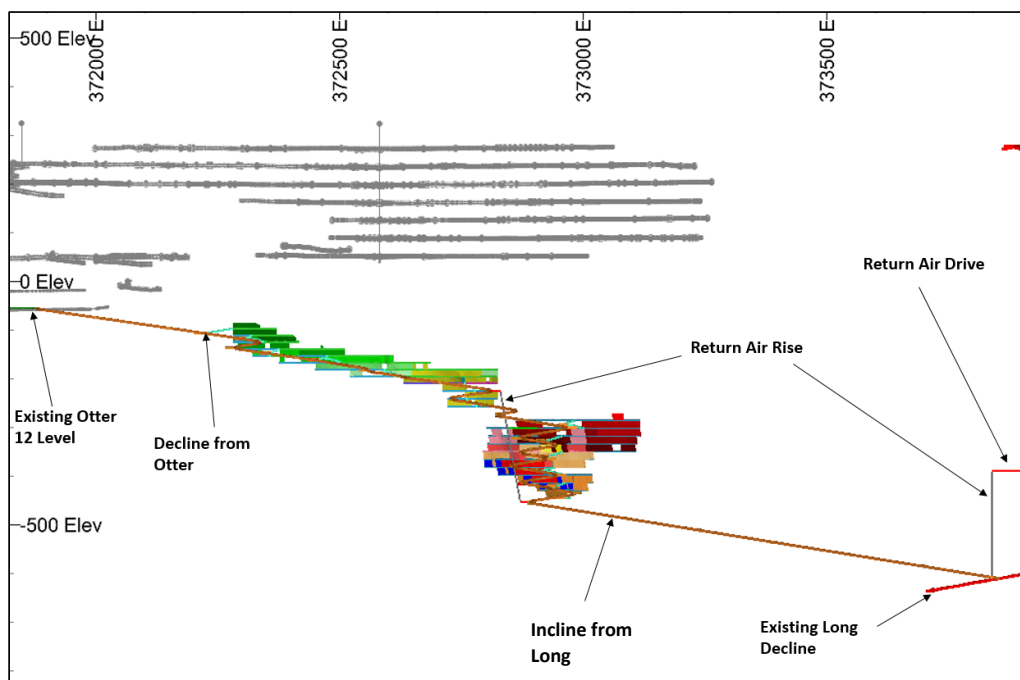 372000 E
372500 E
373000 E
373500 E
500 Elev
0 Elev
Return Air Drive
Return Air Rise
Existing Otter
12 Level
Decline from
Otter
-500 Elev
Incline from
Long
Existing Long
Decline